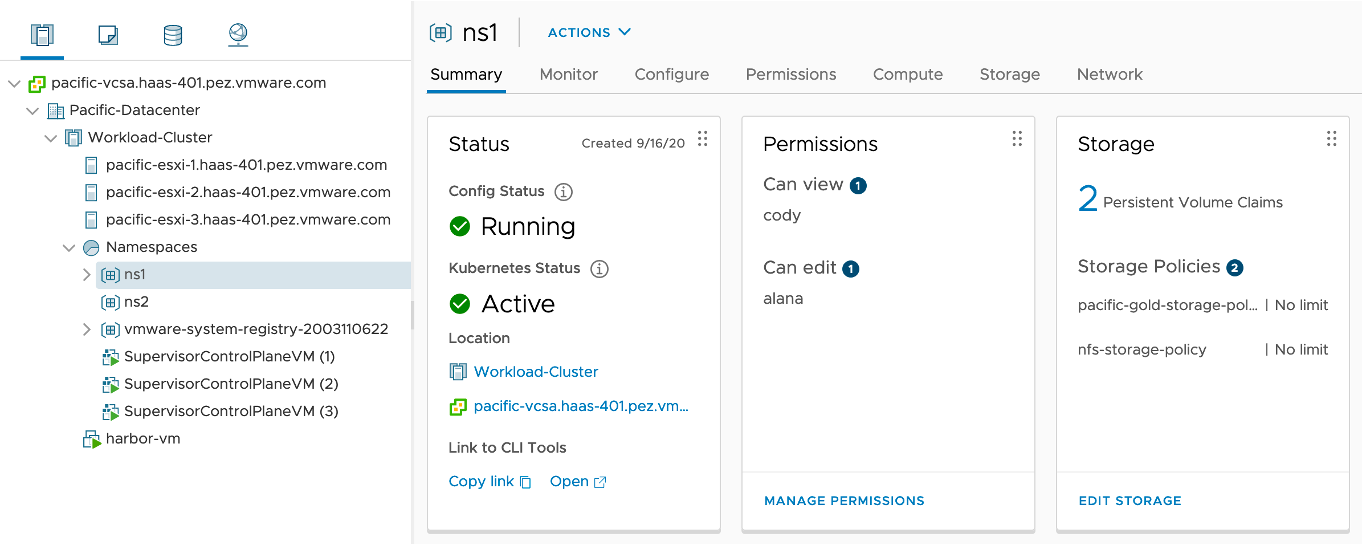 pacific-vcsa.haas-401.pez.vmware.com
Pacific-Datacenter
Workload-Cluster
pacific-esxi-1.haas-401.pez.vmware.com
pacific-esxi-2.haas-401.pez.vmware.com
pacific-esxi-3.haas-401.pez.vmware.com
Namespaces
ns1
ns2
vmware-system-registry-2003110622
SupervisorControlPlaneVM (1)
SupervisorControlPlaneVM (2)
SupervisorControlPlaneVM (3)
harbor-vm
ns1 ACTIONS
Summary Monitor Configure Permissions Compute Storage Network
Status Created 9/16/20
Config Status
Running
Kubernetes Status
Active
Location
Workload-Cluster
pacific-vcsa.haas-401.pez.vm...
Link to CLI Tools
Copy link Open
Permissions
Can view 1
cody
Can edit 1
alana
MANAGE PERMISSIONS
Storage
2 Persistent Volume Claims
Storage Policies 2
pacific-gold-storage-pol... | No limit
nfs-storage-policy | No limit
EDIT STORAGE